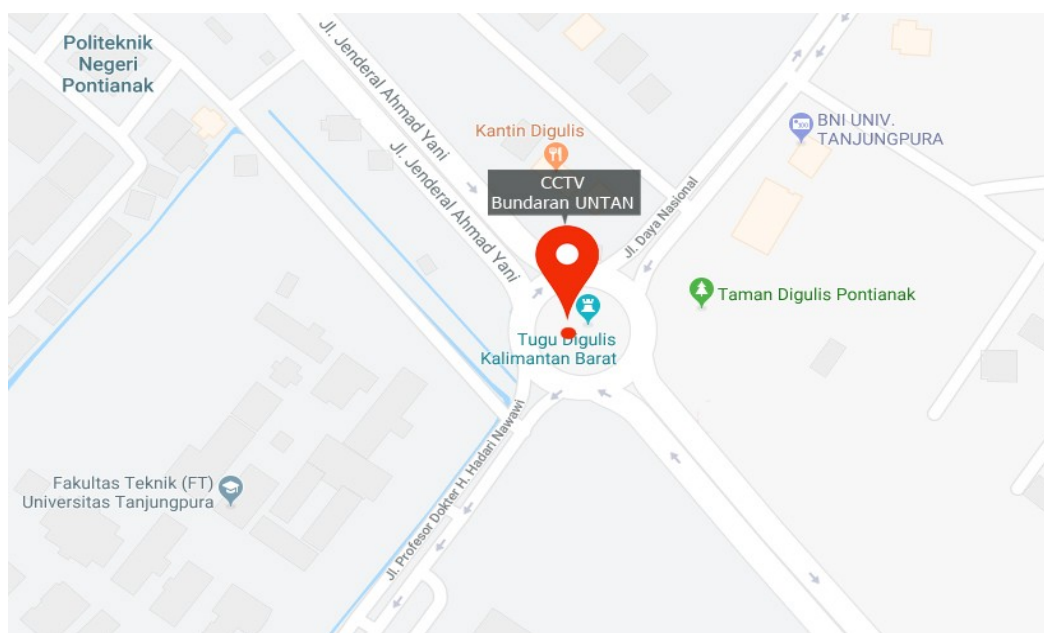 Politeknik
Negeri
Pontianak
Jl. Jenderal Ahmad Yani
Jl. Jenderal Ahmad Yani
Kantin Digulis
CCTV
Bundaran UNTAN
Jl. Daya Nasional
BNI UNIV.
TANJUNGPURA
Taman Digulis Pontianak
Tugu Digulis
Kalimantan Barat
Jl. Profesor Dokter H. Hadari Nawawi
Fakultas Teknik (FT)
Universitas Tanjungpura